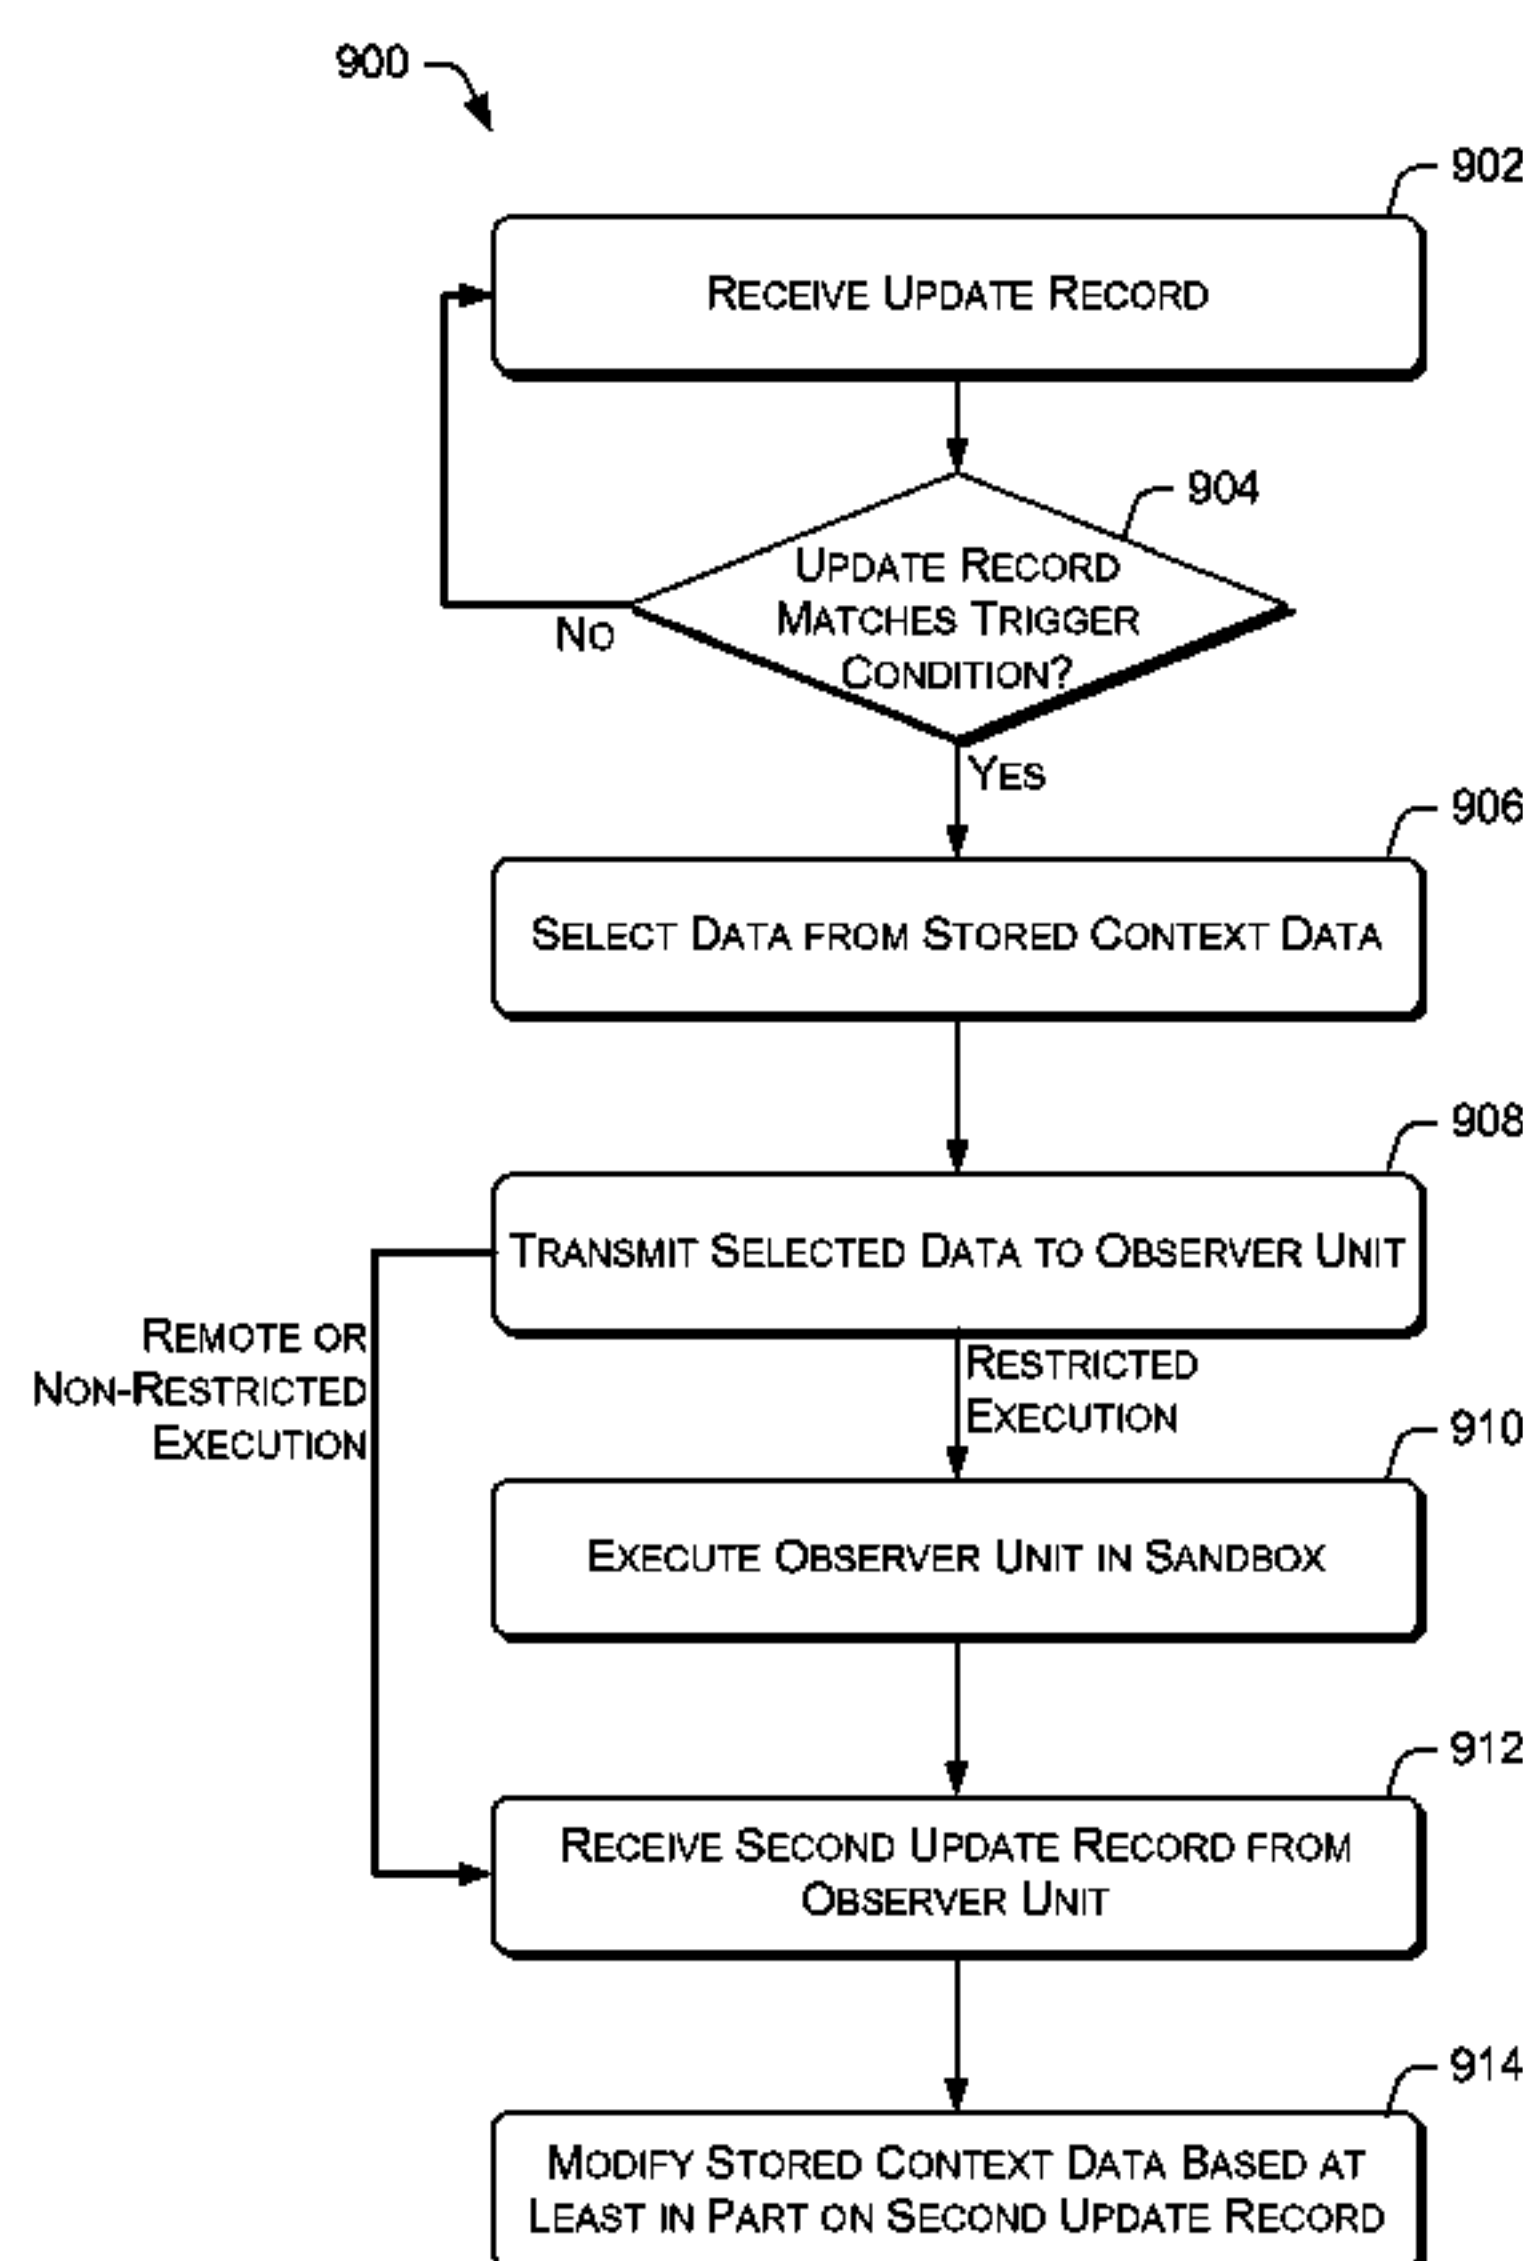 900
902
RECEIVE UPDATE RECORD
904
UPDATE RECORD
MATCHES TRIGGER
CONDITION?
NO
YES
906
SELECT DATA FROM STORED CONTEXT DATA
908
TRANSMIT SELECTED DATA TO OBSERVER UNIT
REMOTE OR
NON-RESTRICTED
EXECUTION
RESTRICTED
EXECUTION
910
EXECUTE OBSERVER UNIT IN SANDBOX
912
RECEIVE SECOND UPDATE RECORD FROM
OBSERVER UNIT
914
MODIFY STORED CONTEXT DATA BASED AT
LEAST IN PART ON SECOND UPDATE RECORD